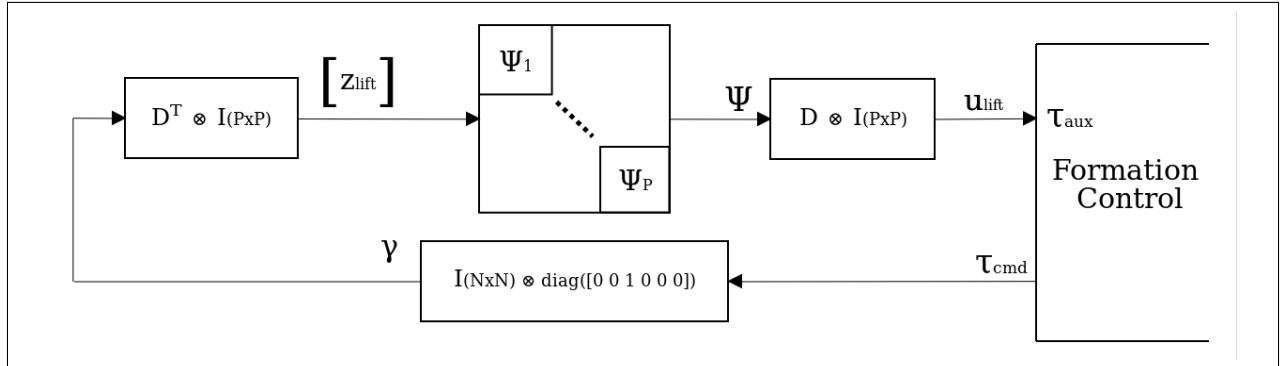 [zlift]
Dᵀ ⊗ I(PxP)
Ψ1
ΨP
Ψ
D ⊗ I(PxP)
ulift
τaux
Formation
Control
γ
I(NxN) ⊗ diag([0 0 1 0 0 0])
τcmd